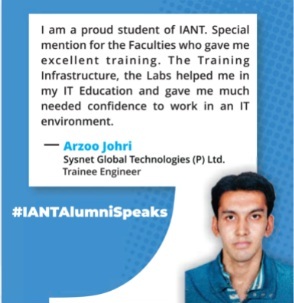 I am a proud student of IANT. Special
mention for the Faculties who gave me
excellent training. The Training
Infrastructure, the Labs helped me in
my IT Education and gave me much
needed confidence to work in an IT
environment.
— Arzoo Johri
Sysnet Global Technologies (P) Ltd.
Trainee Engineer
#IANTAlumniSpeaks